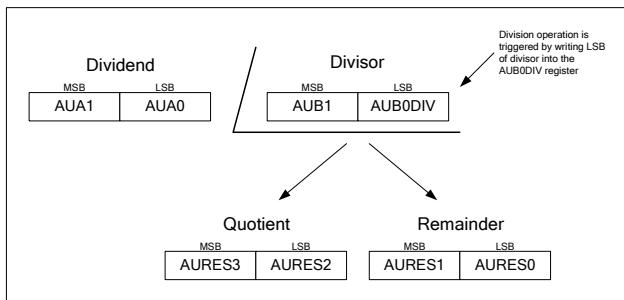 Division operation is
triggered by writing LSB
of divisor into the
AUB0DIV register
Dividend
Divisor
MSB LSB
AUA1 AUA0
MSB LSB
AUB1 AUB0DIV
Quotient
Remainder
MSB LSB
AURES3 AURES2
MSB LSB
AURES1 AURES0